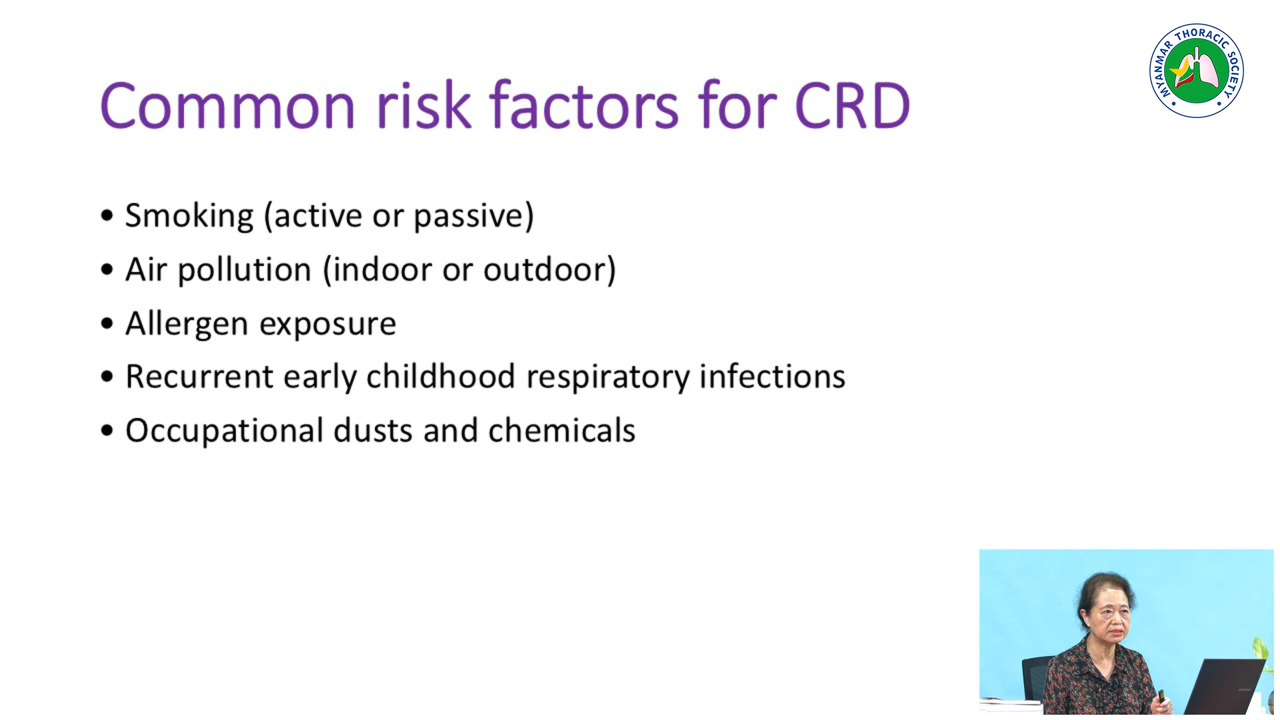 MYANMAR THORACIC SOCIETY
Common risk factors for CRD
• Smoking (active or passive)
• Air pollution (indoor or outdoor)
• Allergen exposure
• Recurrent early childhood respiratory infections
• Occupational dusts and chemicals